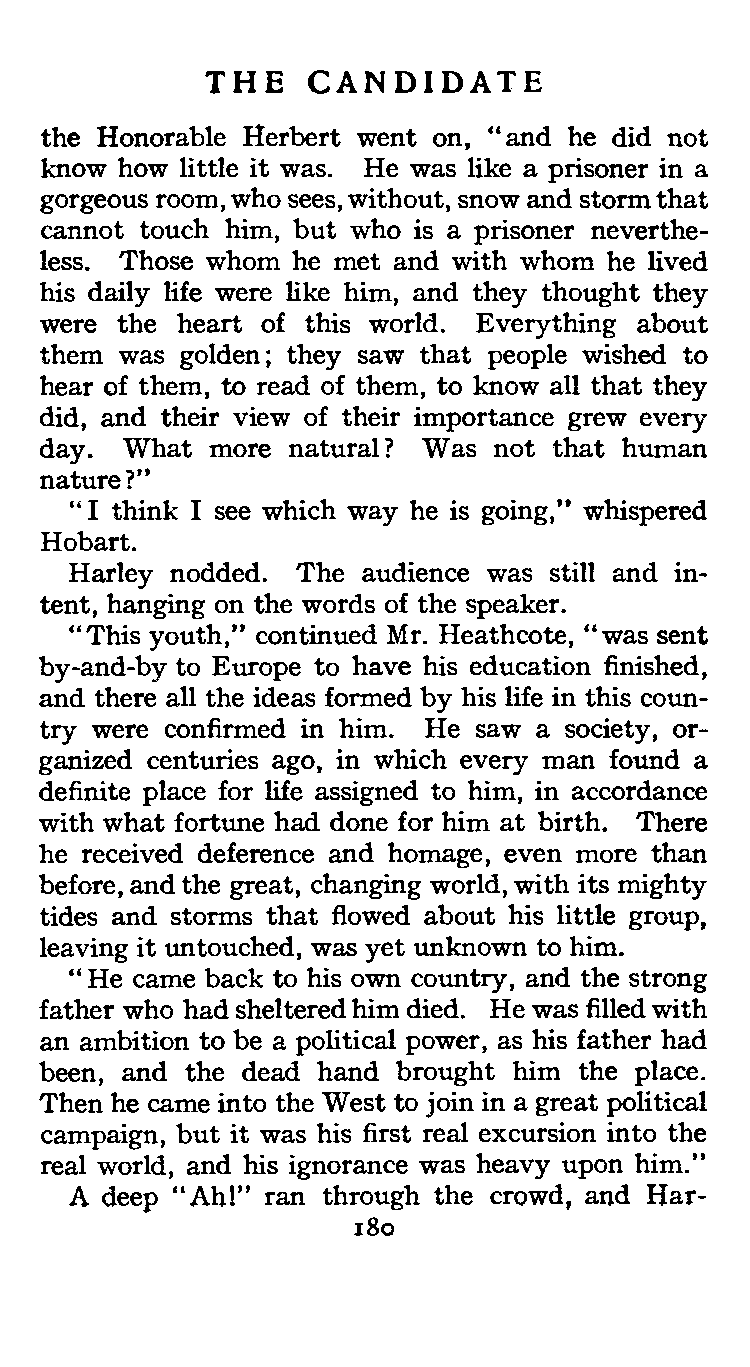 THE CANDIDATE
the Honorable Herbert went on, "and he did not
know how little it was. He was like a prisoner in a
gorgeous room, who sees, without, snow and storm that
cannot touch him, but who is a prisoner neverthe-
less. Those whom he met and with whom he lived
his daily life were like him, and they thought they
were the heart of this world. Everything about
them was golden; they saw that people wished to
hear of them, to read of them, to know all that they
did, and their view of their importance grew every
day. What more natural? Was not that human
nature?"
"I think I see which way he is going," whispered
Hobart.
Harley nodded. The audience was still and in-
tent, hanging on the words of the speaker.
"This youth," continued Mr. Heathcote, "was sent
by-and-by to Europe to have his education finished,
and there all the ideas formed by his life in this coun-
try were confirmed in him. He saw a society, or-
ganized centuries ago, in which every man found a
definite place for life assigned to him, in accordance
with what fortune had done for him at birth. There
he received deference and homage, even more than
before, and the great, changing world, with its mighty
tides and storms that flowed about his little group,
leaving it untouched, was yet unknown to him.
"He came back to his own country, and the strong
father who had sheltered him died. He was filled with
an ambition to be a political power, as his father had
been, and the dead hand brought him the place.
Then he came into the West to join in a great political
campaign, but it was his first real excursion into the
real world, and his ignorance was heavy upon him."
A deep "Ah!" ran through the crowd, and Har-
180